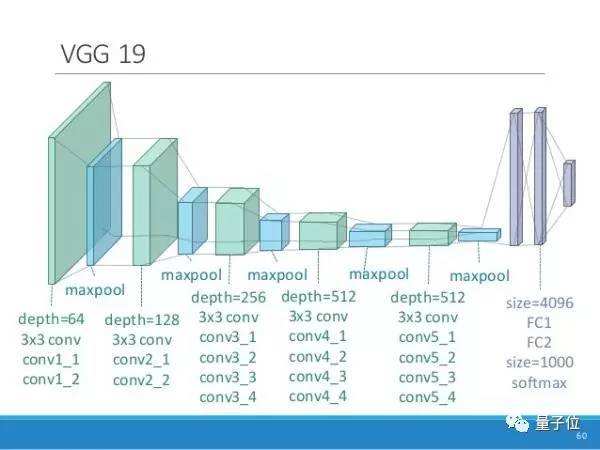 VGG 19
maxpool
maxpool
maxpool
maxpool
maxpool
depth=64
3x3 conv
conv1_1
conv1_2
depth=128
3x3 conv
conv2_1
conv2_2
depth=256
3x3 conv
conv3_1
conv3_2
conv3_3
conv3_4
depth=512
3x3 conv
conv4_1
conv4_2
conv4_3
conv4_4
depth=512
3x3 conv
conv5_1
conv5_2
conv5_3
conv5_4
size=4096
FC1
FC2
size=1000
softmax
量子位
60